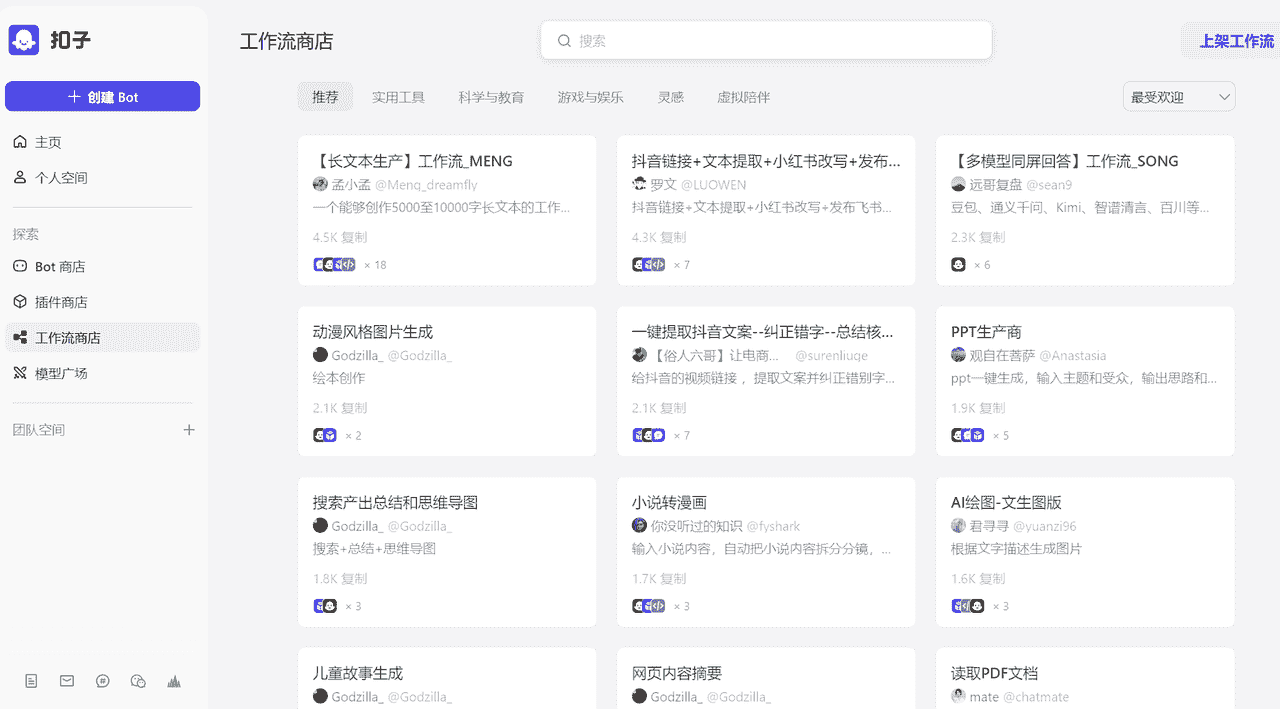 扣子
工作流商店
搜索
上架工作流
创建 Bot
推荐
实用工具
科学与教育
游戏与娱乐
灵感
虚拟陪伴
最受欢迎
主页
个人空间
探索
Bot 商店
插件商店
工作流商店
模型广场
团队空间
【长文本生产】工作流_MENG
孟小孟 @Menq_dreamfly
一个能够创作5000至10000字长文本的工作...
4.5K 复制
× 18
抖音链接+文本提取+小红书改写+发布...
罗文 @LUOWEN
抖音链接+文本提取+小红书改写+发布飞书...
4.3K 复制
× 7
【多模型同屏回答】工作流_SONG
远哥复盘 @sean9
豆包、通义千问、Kimi、智谱清言、百川等...
2.3K 复制
× 6
动漫风格图片生成
Godzilla_ @Godzilla_
绘本创作
2.1K 复制
× 2
一键提取抖音文案--纠正错字--总结核...
【俗人六哥】让电商... @surenliuqe
给抖音的视频链接 ，提取文案并纠正错别字...
2.1K 复制
× 7
PPT生产商
观自在菩萨 @Anastasia
ppt一键生成，输入主题和受众，输出思路和...
1.9K 复制
× 5
搜索产出总结和思维导图
Godzilla_ @Godzilla_
搜索+总结+思维导图
1.8K 复制
× 3
小说转漫画
你没听过的知识 @fyshark
输入小说内容，自动把小说内容拆分分镜，...
1.7K 复制
× 3
AI绘图-文生图版
君寻寻 @yuanzi96
根据文字描述生成图片
1.6K 复制
× 3
儿童故事生成
Godzilla_ @Godzilla_
网页内容摘要
Godzilla_ @Godzilla_
读取PDF文档
mate @chatmate